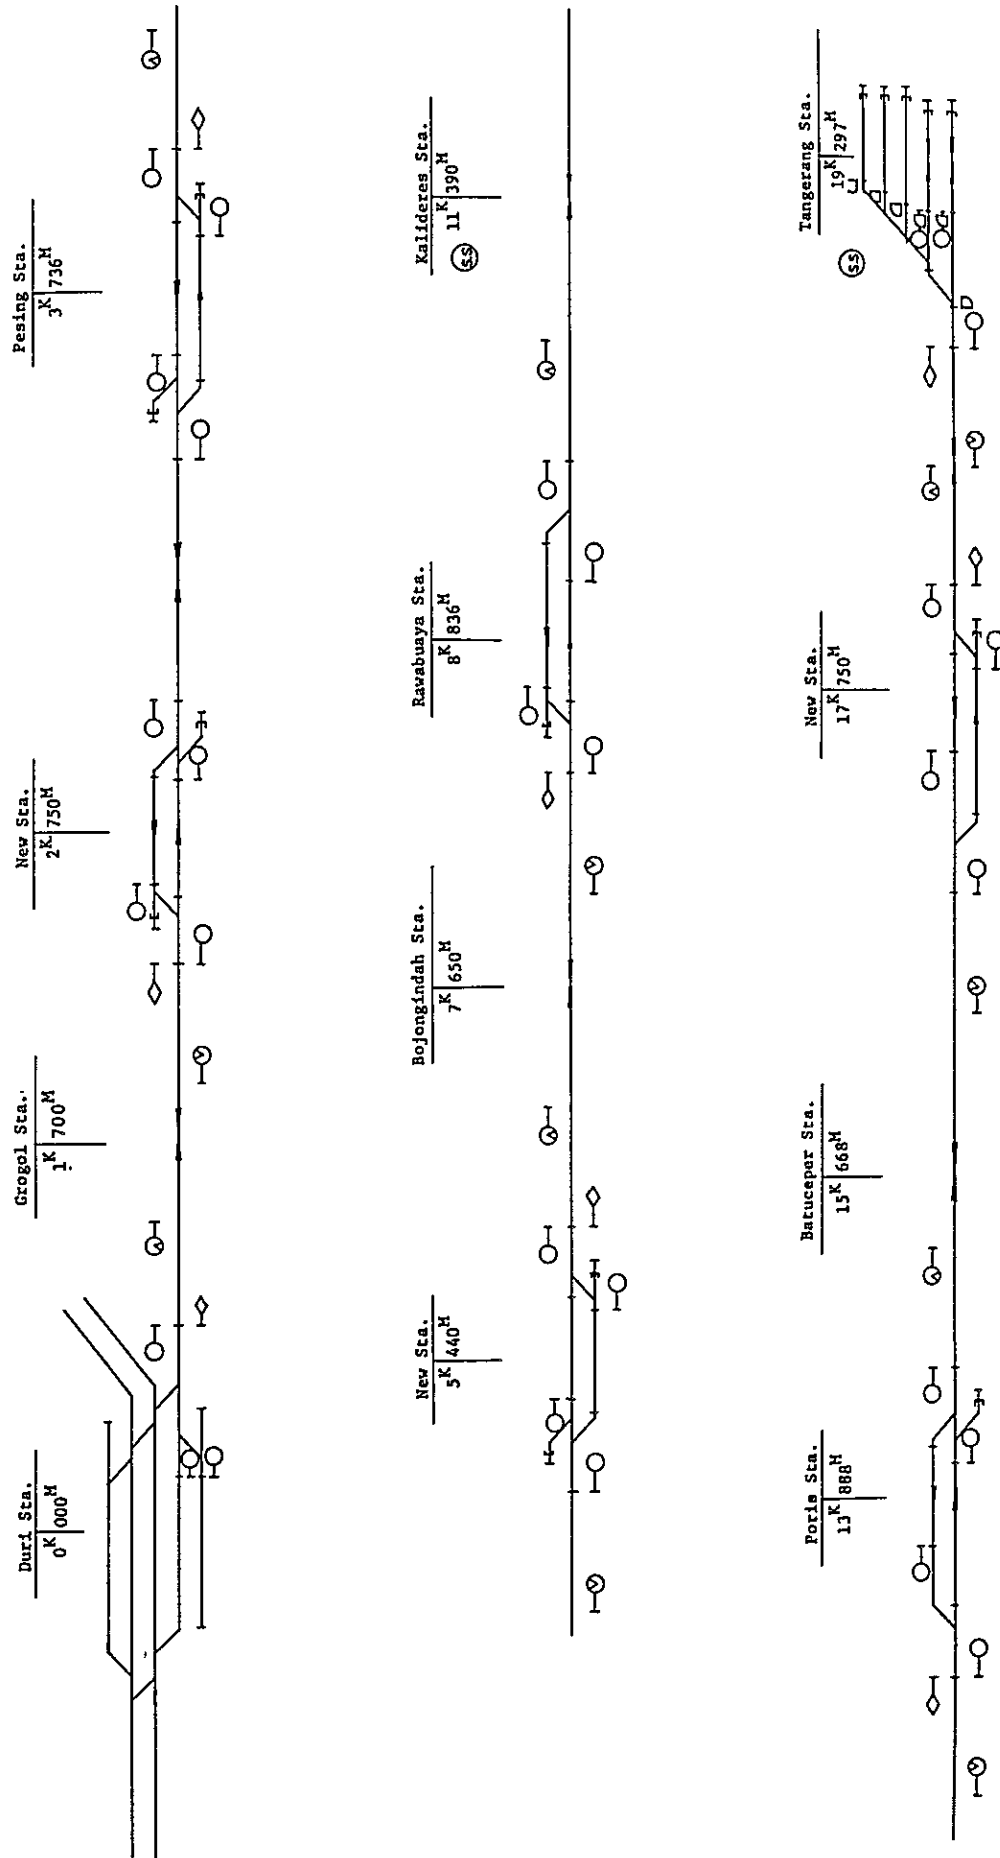 Duri Sta.
0K 000M
Grogol Sta.
1K 700M
New Sta.
2K 750M
Pesing Sta.
3K 736M
New Sta.
5K 440M
Bojongindah Sta.
7K 650M
Rawabuaya Sta.
8K 836M
Kalideres Sta.
11K 390M
SS
Poris Sta.
13K 888M
Batuceper Sta.
15K 668M
New Sta.
17K 750M
Tangerang Sta.
19K 297M
SS